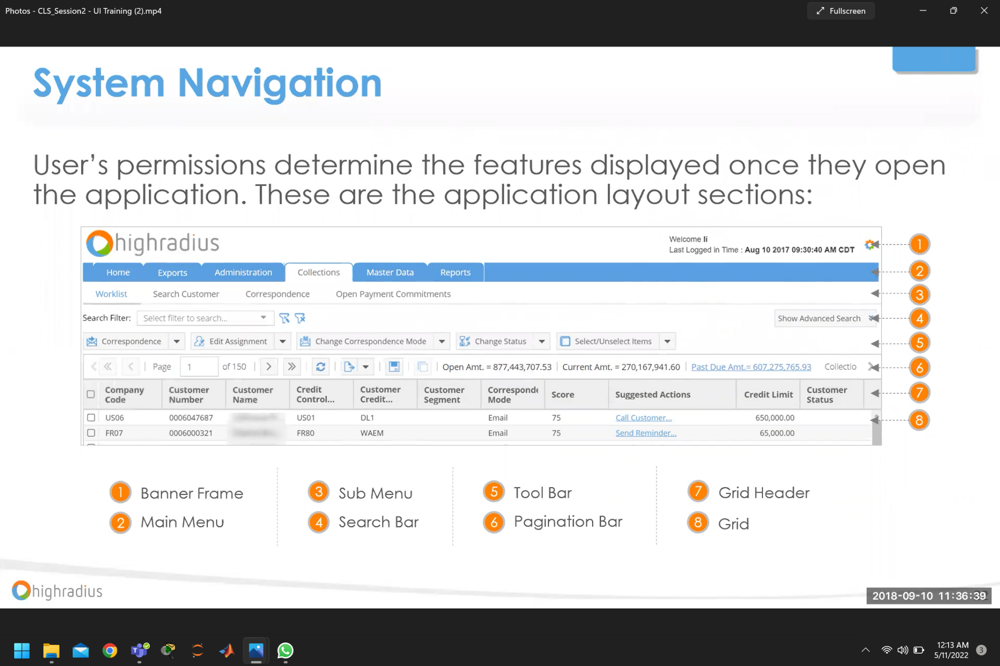 Photos - CLS_Session2 - UI Training (2).mp4
Fullscreen
System Navigation
User's permissions determine the features displayed once they open
the application. These are the application layout sections:
highradius
Welcome li
Last Logged in Time : Aug 10 2017 09:30:40 AM CDT
1
Home Exports Administration Collections Master Data Reports
2
Worklist Search Customer Correspondence Open Payment Commitments
3
Search Filter: Select filter to search... Show Advanced Search
4
Correspondence Edit Assignment Change Correspondence Mode Change Status Select/Unselect Items
5
Page 1 of 150 Open Amt. = 877,443,707.53 Current Amt. = 270,167,941.60 Past Due Amt.= 607,275,765.93 Collectio
6
Company Code Customer Number Customer Name Credit Control... Customer Credit... Customer Segment Corresponde Mode Score Suggested Actions Credit Limit Customer Status
7
US06 0006047687 US01 DL1 Email 75 Call Customer... 650,000.00
8
FR07 0006000321 FR80 WAEM Email 75 Send Reminder... 65,000.00
1 Banner Frame
2 Main Menu
3 Sub Menu
4 Search Bar
5 Tool Bar
6 Pagination Bar
7 Grid Header
8 Grid
highradius
2018-09-10 11:36:39
12:13 AM
5/11/2022
3